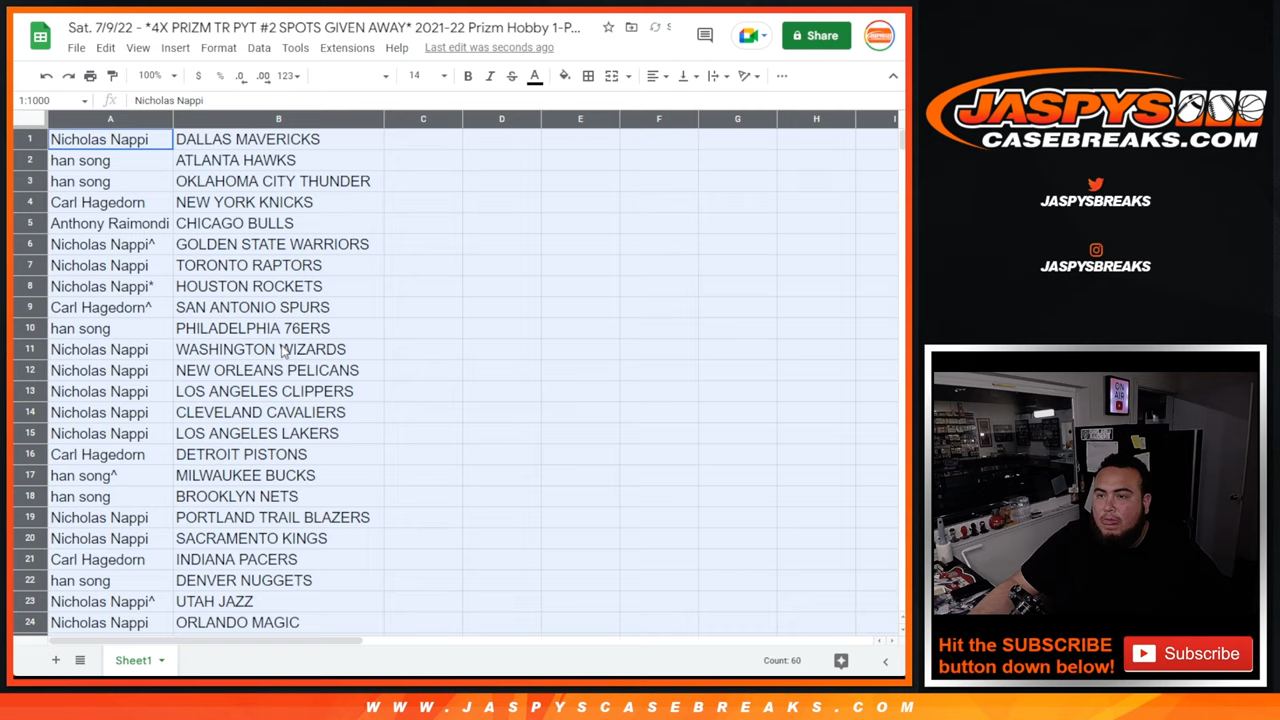 Sat. 7/9/22 - *4X PRIZM TR PYT #2 SPOTS GIVEN AWAY* 2021-22 Prizm Hobby 1-P...
File Edit View Insert Format Data Tools Extensions Help Last edit was seconds ago
Share
100% $ % .0 .00 123 14 B I S A
1:1000 fx Nicholas Nappi
A B C D E F G H I
1 Nicholas Nappi DALLAS MAVERICKS
2 han song ATLANTA HAWKS
3 han song OKLAHOMA CITY THUNDER
4 Carl Hagedorn NEW YORK KNICKS
5 Anthony Raimondi CHICAGO BULLS
6 Nicholas Nappi^ GOLDEN STATE WARRIORS
7 Nicholas Nappi TORONTO RAPTORS
8 Nicholas Nappi* HOUSTON ROCKETS
9 Carl Hagedorn^ SAN ANTONIO SPURS
10 han song PHILADELPHIA 76ERS
11 Nicholas Nappi WASHINGTON WIZARDS
12 Nicholas Nappi NEW ORLEANS PELICANS
13 Nicholas Nappi LOS ANGELES CLIPPERS
14 Nicholas Nappi CLEVELAND CAVALIERS
15 Nicholas Nappi LOS ANGELES LAKERS
16 Carl Hagedorn DETROIT PISTONS
17 han song^ MILWAUKEE BUCKS
18 han song BROOKLYN NETS
19 Nicholas Nappi PORTLAND TRAIL BLAZERS
20 Nicholas Nappi SACRAMENTO KINGS
21 Carl Hagedorn INDIANA PACERS
22 han song DENVER NUGGETS
23 Nicholas Nappi^ UTAH JAZZ
24 Nicholas Nappi ORLANDO MAGIC
Sheet1
Count: 60
JASPYS
CASEBREAKS.COM
JASPYSBREAKS
JASPYSBREAKS
ON
AIR
Hit the SUBSCRIBE
button down below!
Subscribe
WWW.JASPYSCASEBREAKS.COM